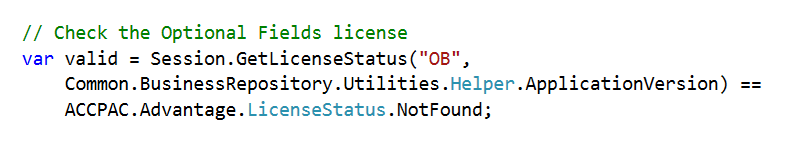 // Check the Optional Fields license
var valid = Session.GetLicenseStatus("OB",
Common.BusinessRepository.Utilities.Helper.ApplicationVersion) ==
ACCPAC.Advantage.LicenseStatus.NotFound;